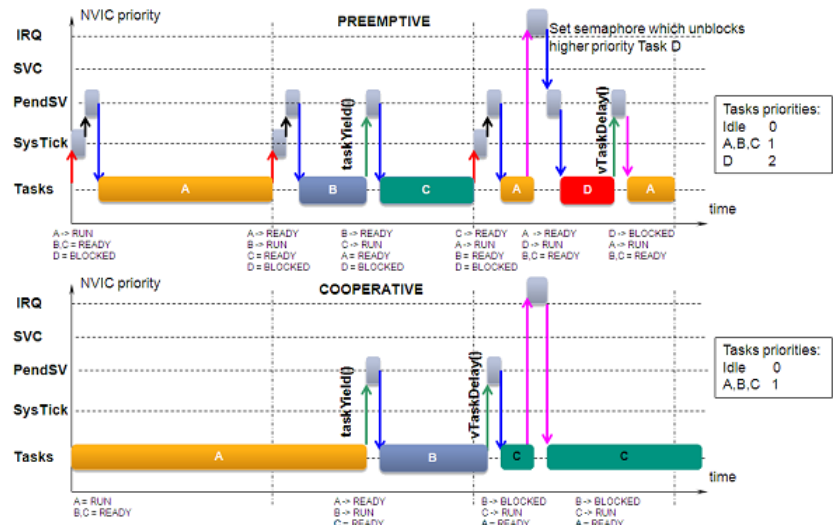 NVIC priority
PREEMPTIVE
IRQ
Set semaphore which unblocks
higher priority Task D
SVC
PendSV
taskYield()
vTaskDelay()
SysTick
Tasks priorities:
Idle 0
A,B,C 1
D 2
Tasks
A
B
C
A
D
A
time
A -> RUN
B,C = READY
D = BLOCKED
A -> READY
B -> RUN
C = READY
D = BLOCKED
B -> READY
C -> RUN
A = READY
D = BLOCKED
C -> READY
A -> RUN
B = READY
D = BLOCKED
A -> READY
D -> RUN
B,C = READY
D -> BLOCKED
A -> RUN
B,C = READY
NVIC priority
COOPERATIVE
IRQ
SVC
PendSV
taskYield()
vTaskDelay()
SysTick
Tasks priorities:
Idle 0
A,B,C 1
Tasks
A
B
C
C
time
A = RUN
B,C = READY
A -> READY
B -> RUN
C = READY
B -> BLOCKED
C -> RUN
A = READY
B -> BLOCKED
C -> RUN
A = READY